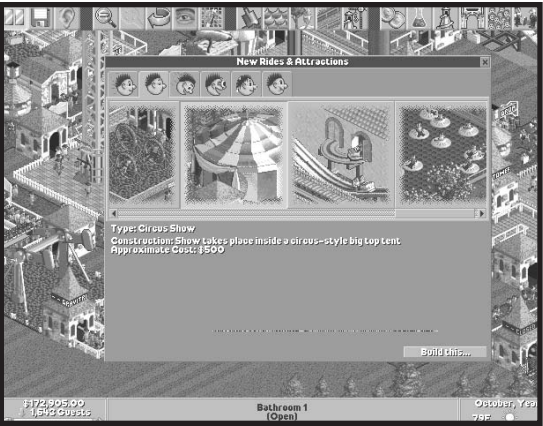 New Rides & Attractions
Type: Circus Show
Construction: Show takes place inside a circus-style big top tent
Approximate Cost: $500
Build this...
$172,905.00
1,643 Guests
Bathroom 1
(Open)
October, Yea
79F